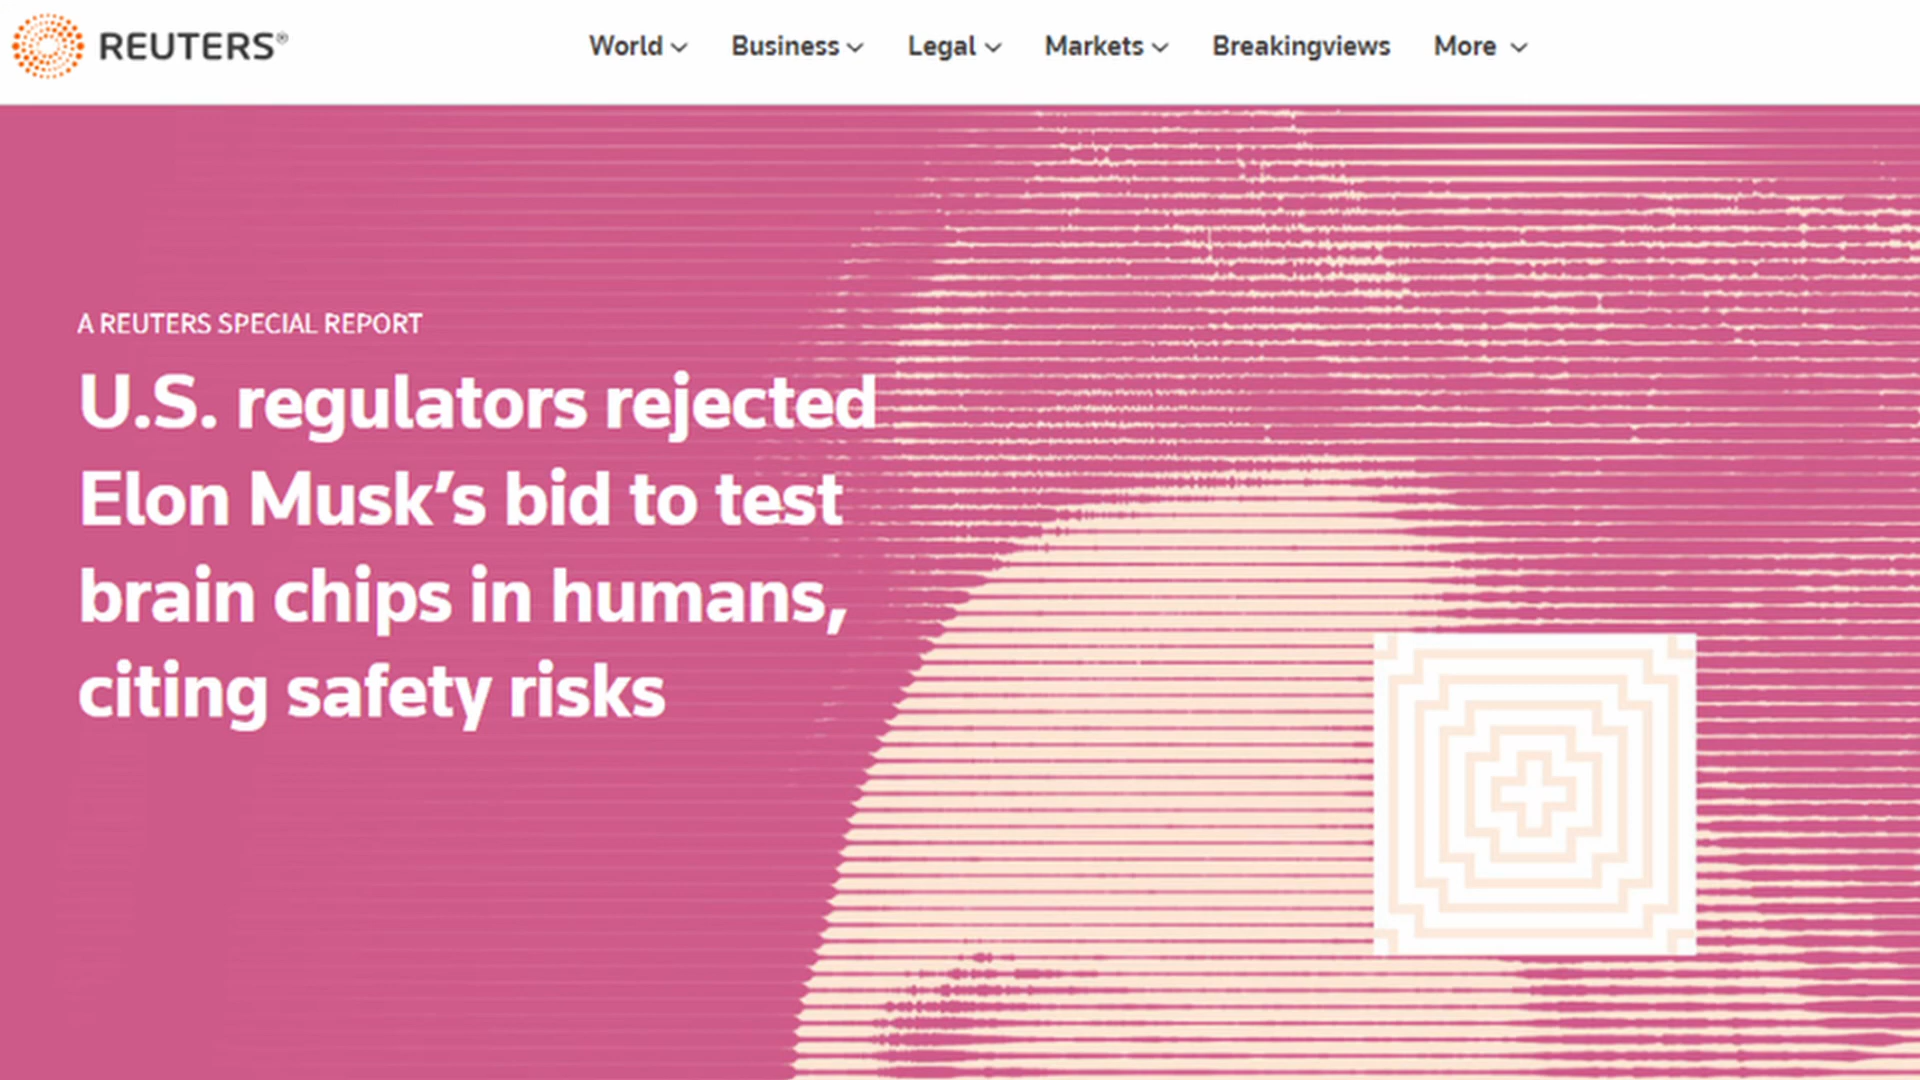 REUTERS®
World Business Legal Markets Breakingviews More
A REUTERS SPECIAL REPORT
U.S. regulators rejected
Elon Musk’s bid to test
brain chips in humans,
citing safety risks